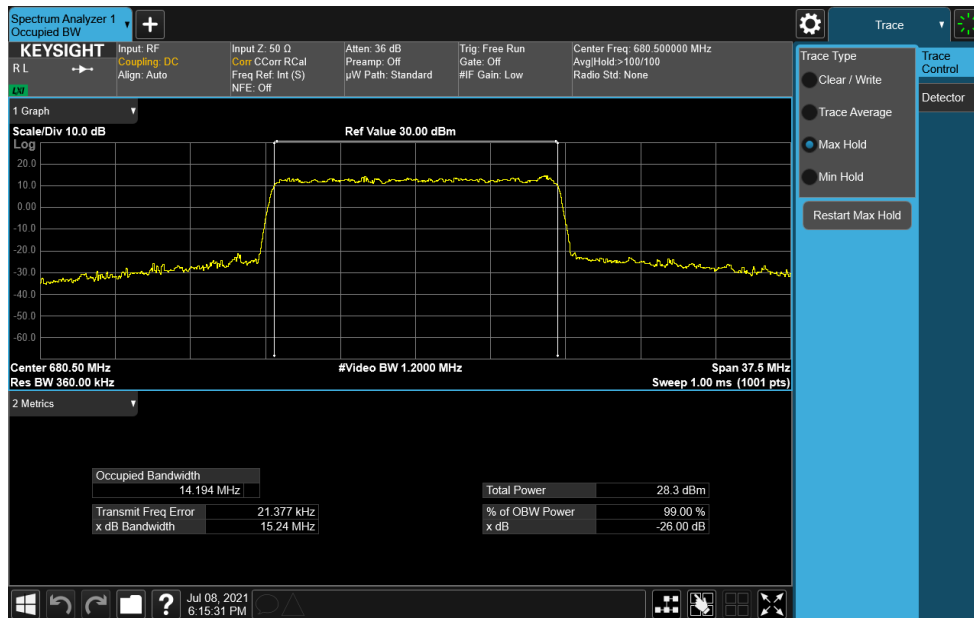 Spectrum Analyzer 1
Occupied BW
Trace
KEYSIGHT
R L
LXI
Input: RF
Coupling: DC
Align: Auto
Input Z: 50 Ω
Corr CCorr RCal
Freq Ref: Int (S)
NFE: Off
Atten: 36 dB
Preamp: Off
µW Path: Standard
Trig: Free Run
Gate: Off
#IF Gain: Low
Center Freq: 680.500000 MHz
Avg|Hold:>100/100
Radio Std: None
Trace Type
Clear / Write
Trace Average
Max Hold
Min Hold
Restart Max Hold
Trace
Control
Detector
1 Graph
Scale/Div 10.0 dB
Ref Value 30.00 dBm
Log
20.0
10.0
0.00
-10.0
-20.0
-30.0
-40.0
-50.0
-60.0
Center 680.50 MHz
#Video BW 1.2000 MHz
Span 37.5 MHz
Res BW 360.00 kHz
Sweep 1.00 ms (1001 pts)
2 Metrics
Occupied Bandwidth
14.194 MHz
Total Power 28.3 dBm
Transmit Freq Error 21.377 kHz
% of OBW Power 99.00 %
x dB Bandwidth 15.24 MHz
x dB -26.00 dB
?
Jul 08, 2021
6:15:31 PM